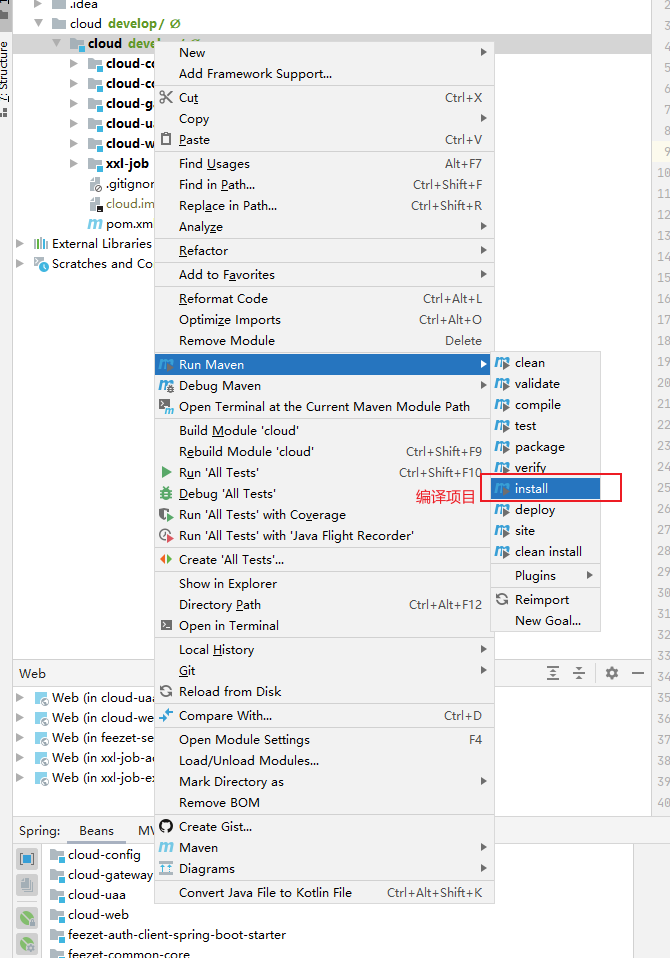 .idea
cloud develop / Ø
cloud
cloud-co
cloud-co
cloud-ga
cloud-ua
cloud-w
xxl-job
.gitignor
cloud.im
pom.xm
External Libraries
Scratches and Co
7: Structure
New
Add Framework Support...
Cut Ctrl+X
Copy
Paste Ctrl+V
Find Usages Alt+F7
Find in Path... Ctrl+Shift+F
Replace in Path... Ctrl+Shift+R
Analyze
Refactor
Add to Favorites
Reformat Code Ctrl+Alt+L
Optimize Imports Ctrl+Alt+O
Remove Module Delete
Run Maven
Debug Maven
Open Terminal at the Current Maven Module Path
Build Module 'cloud'
Rebuild Module 'cloud' Ctrl+Shift+F9
Run 'All Tests' Ctrl+Shift+F10
Debug 'All Tests'
编译项目
Run 'All Tests' with Coverage
Run 'All Tests' with 'Java Flight Recorder'
Create 'All Tests'...
Show in Explorer
Directory Path Ctrl+Alt+F12
Open in Terminal
Local History
Git
Reload from Disk
Compare With... Ctrl+D
Open Module Settings F4
Load/Unload Modules...
Mark Directory as
Remove BOM
Create Gist...
Maven
Diagrams
Convert Java File to Kotlin File Ctrl+Alt+Shift+K
clean
validate
compile
test
package
verify
install
deploy
site
clean install
Plugins
Reimport
New Goal...
Web
Web (in cloud-uaa
Web (in cloud-we
Web (in feezet-se
Web (in xxl-job-ad
Web (in xxl-job-ex
Spring: Beans MV
cloud-config
cloud-gateway
cloud-uaa
cloud-web
feezet-auth-client-spring-boot-starter
feezet-common-core
2
3
4
5
6
7
8
9
10
11
12
13
14
15
16
17
18
19
20
21
22
23
24
25
26
27
28
29
30
31
32
33
34
35
36
37
38
39
40